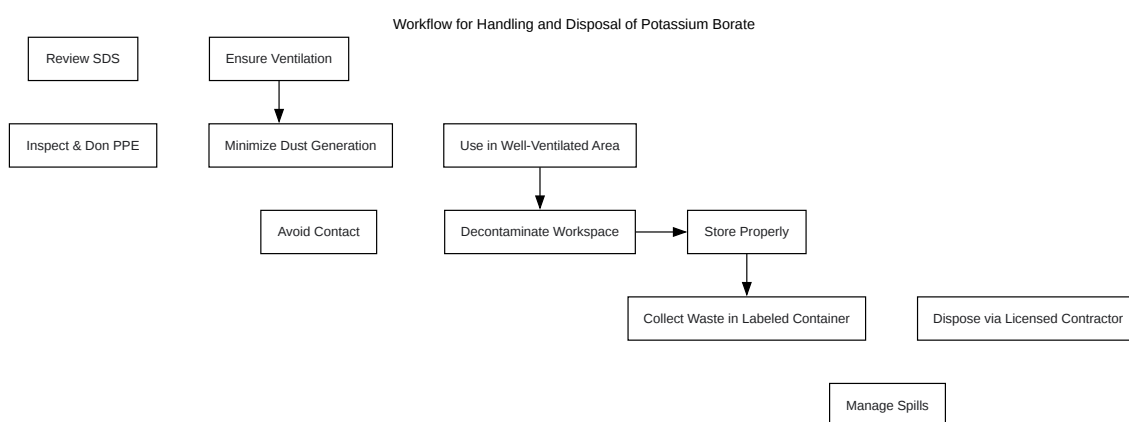 Workflow for Handling and Disposal of Potassium Borate
Review SDS
Ensure Ventilation
Inspect & Don PPE
Minimize Dust Generation
Use in Well-Ventilated Area
Avoid Contact
Decontaminate Workspace
Store Properly
Collect Waste in Labeled Container
Dispose via Licensed Contractor
Manage Spills